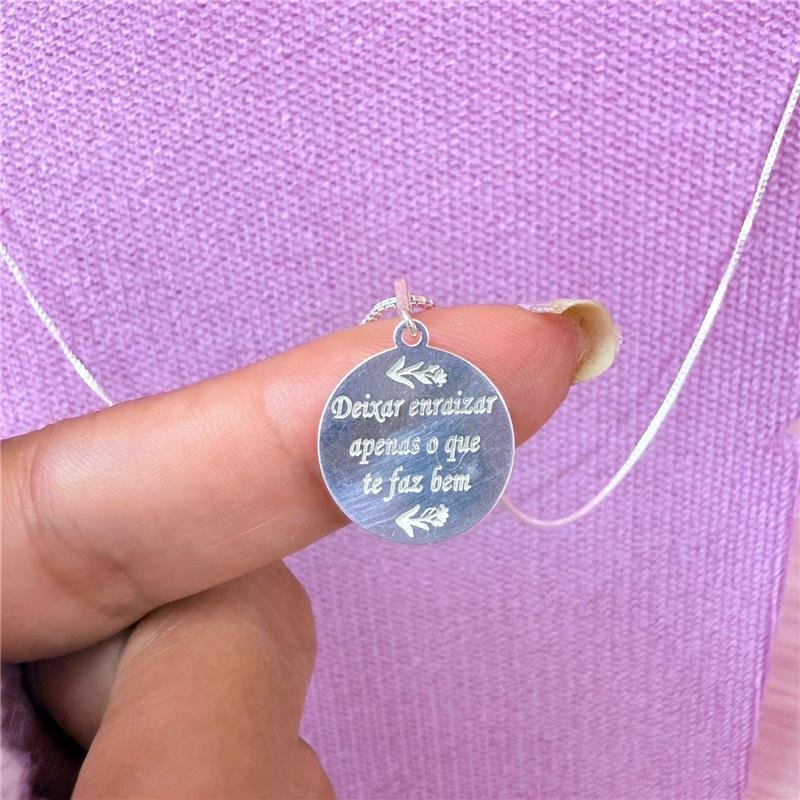 Deixar enraizar
apenas o que
te faz bem